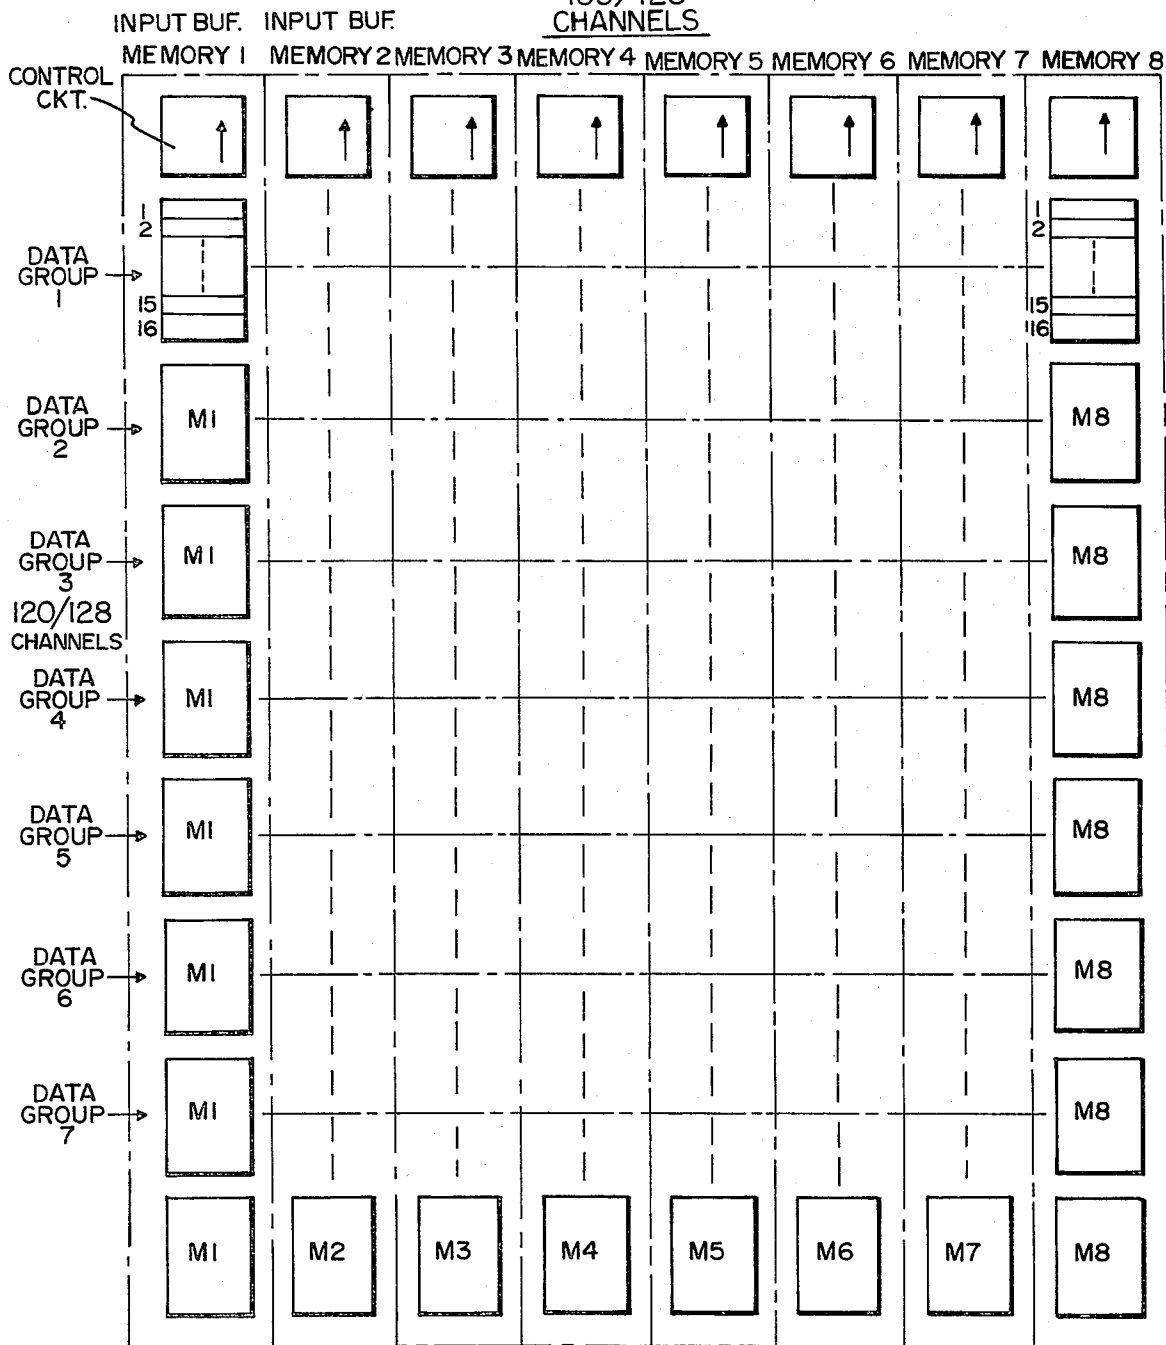 INPUT BUF. INPUT BUF.
CHANNELS
MEMORY 1 MEMORY 2 MEMORY 3 MEMORY 4 MEMORY 5 MEMORY 6 MEMORY 7 MEMORY 8
CONTROL
CKT.
1
2
15
16
1
2
15
16
DATA
GROUP
1
DATA
GROUP
2
M1
M8
DATA
GROUP
3
M1
M8
120/128
CHANNELS
DATA
GROUP
4
M1
M8
DATA
GROUP
5
M1
M8
DATA
GROUP
6
M1
M8
DATA
GROUP
7
M1
M8
M1 M2 M3 M4 M5 M6 M7 M8